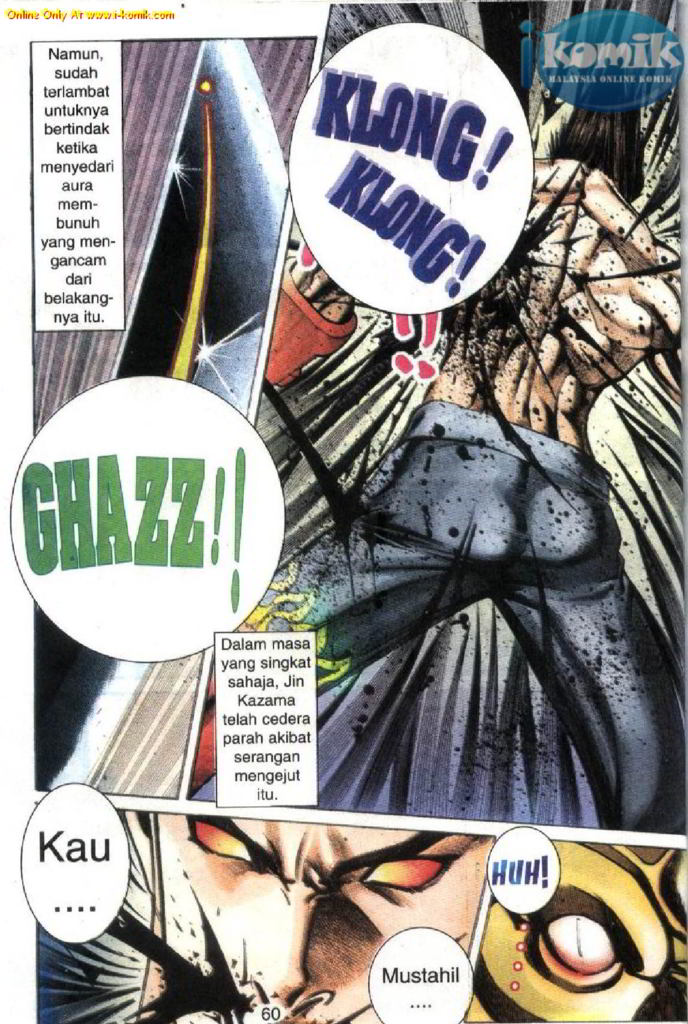 Online Only At www.i-komik.com
ikomik
MALAYSIA ONLINE KOMIK
Namun,
sudah
terlambat
untuknya
bertindak
ketika
menyedari
aura
mem-
bunuh
yang men-
gancam
dari
belakang-
nya itu.
KLONG!
KLONG!
!
!!
GHAZZ!!
Dalam masa
yang singkat
sahaja, Jin
Kazama
telah cedera
parah akibat
serangan
mengejut
itu.
Kau
....
HUH!
Mustahil
....
60